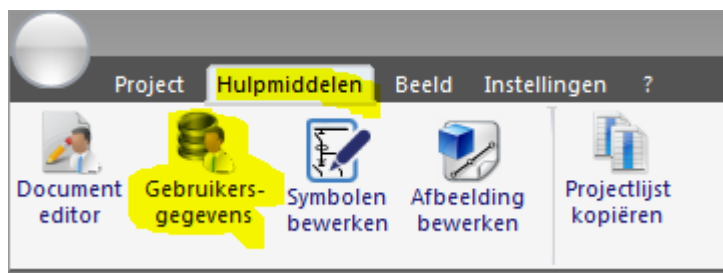 Project Hulpmiddelen Beeld Instellingen ?
Document editor
Gebruikers-
gegevens
Symbolen
bewerken
Afbeelding
bewerken
Projectlijst
kopiëren